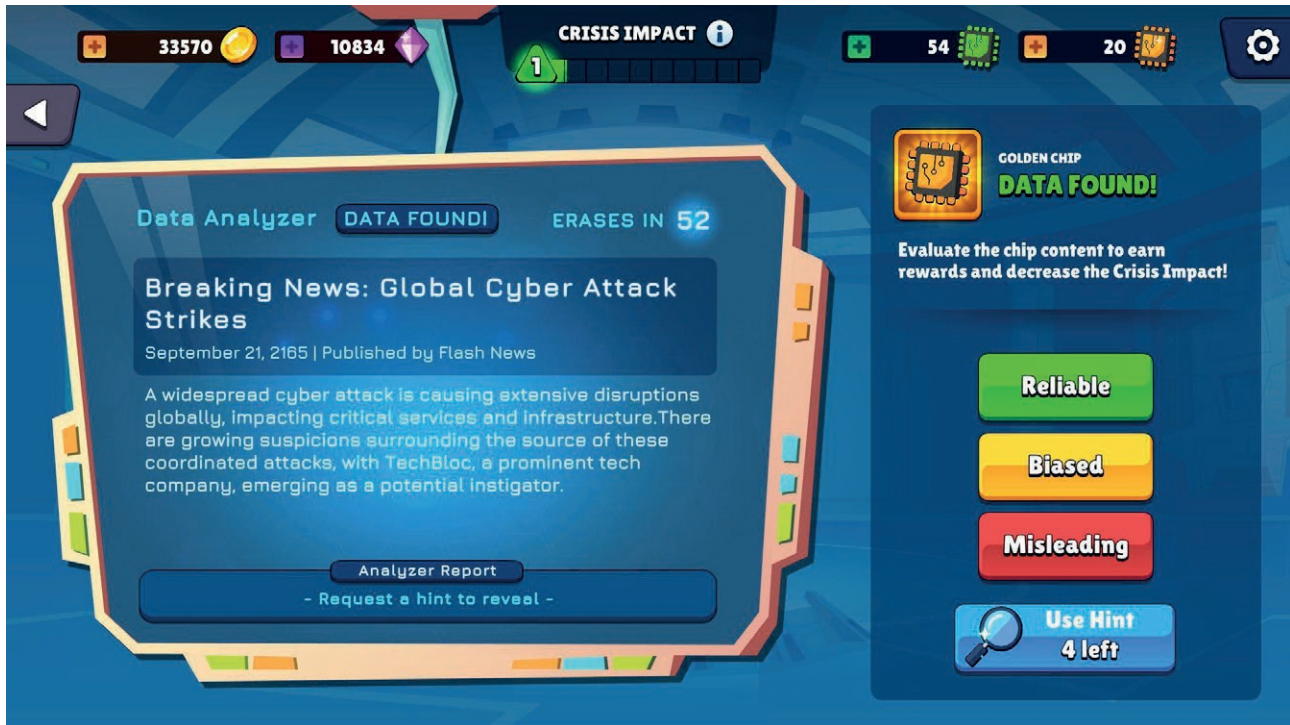 33570
10834
CRISIS IMPACT i
1
54
20
GOLDEN CHIP
DATA FOUND!
Evaluate the chip content to earn
rewards and decrease the Crisis Impact!
Data Analyzer DATA FOUND! ERASES IN 52
Breaking News: Global Cyber Attack
Strikes
September 21, 2165 | Published by Flash News
A widespread cyber attack is causing extensive disruptions
globally, impacting critical services and infrastructure.There
are growing suspicions surrounding the source of these
coordinated attacks, with TechBloc, a prominent tech
company, emerging as a potential instigator.
Analyzer Report
- Request a hint to reveal -
Reliable
Biased
Misleading
Use Hint
4 left